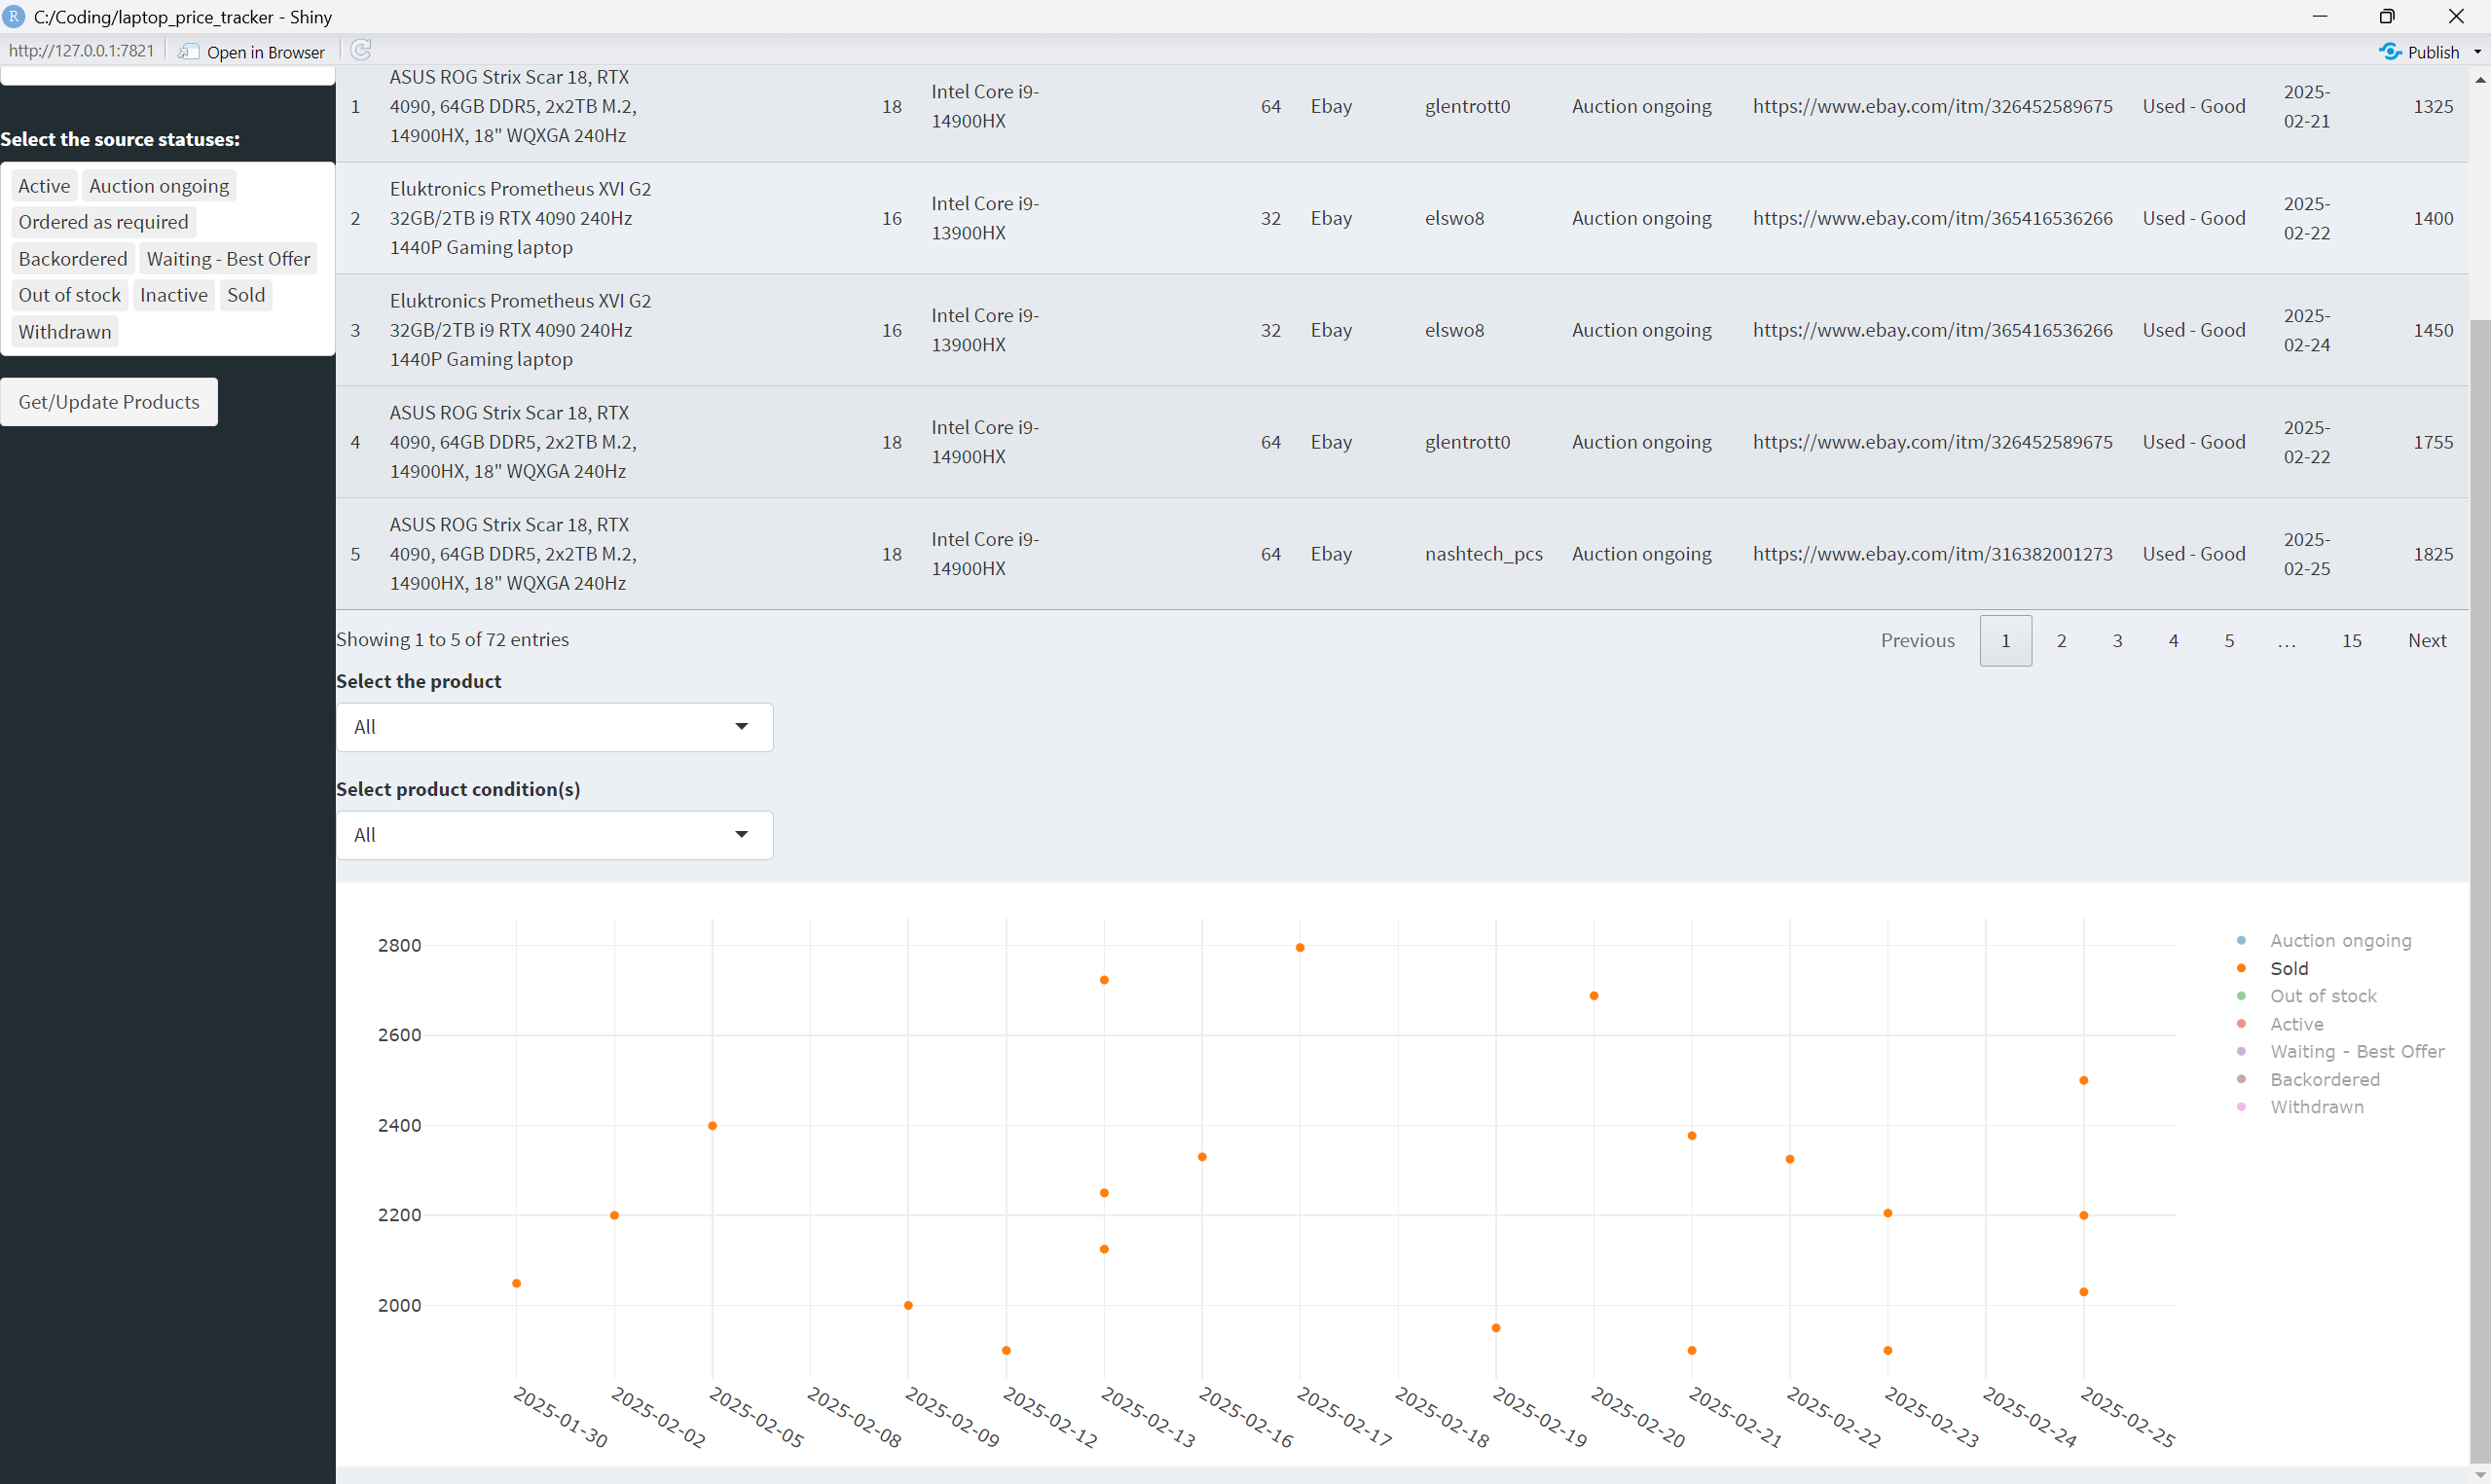 C:/Coding/laptop_price_tracker - Shiny
http://127.0.0.1:7821 Open in Browser Publish
Select the source statuses:
Active Auction ongoing
Ordered as required
Backordered Waiting - Best Offer
Out of stock Inactive Sold
Withdrawn
Get/Update Products
1 ASUS ROG Strix Scar 18, RTX 4090, 64GB DDR5, 2x2TB M.2, 14900HX, 18" WQXGA 240Hz 18 Intel Core i9-14900HX 64 Ebay glentrott0 Auction ongoing https://www.ebay.com/itm/326452589675 Used - Good 2025-02-21 1325
2 Eluktronics Prometheus XVI G2 32GB/2TB i9 RTX 4090 240Hz 1440P Gaming laptop 16 Intel Core i9-13900HX 32 Ebay elswo8 Auction ongoing https://www.ebay.com/itm/365416536266 Used - Good 2025-02-22 1400
3 Eluktronics Prometheus XVI G2 32GB/2TB i9 RTX 4090 240Hz 1440P Gaming laptop 16 Intel Core i9-13900HX 32 Ebay elswo8 Auction ongoing https://www.ebay.com/itm/365416536266 Used - Good 2025-02-24 1450
4 ASUS ROG Strix Scar 18, RTX 4090, 64GB DDR5, 2x2TB M.2, 14900HX, 18" WQXGA 240Hz 18 Intel Core i9-14900HX 64 Ebay glentrott0 Auction ongoing https://www.ebay.com/itm/326452589675 Used - Good 2025-02-22 1755
5 ASUS ROG Strix Scar 18, RTX 4090, 64GB DDR5, 2x2TB M.2, 14900HX, 18" WQXGA 240Hz 18 Intel Core i9-14900HX 64 Ebay nashtech_pcs Auction ongoing https://www.ebay.com/itm/316382001273 Used - Good 2025-02-25 1825
Showing 1 to 5 of 72 entries
Previous 1 2 3 4 5 … 15 Next
Select the product
All
Select product condition(s)
All
2800
2600
2400
2200
2000
2025-01-30
2025-02-02
2025-02-05
2025-02-08
2025-02-09
2025-02-12
2025-02-13
2025-02-16
2025-02-17
2025-02-18
2025-02-19
2025-02-20
2025-02-21
2025-02-22
2025-02-23
2025-02-24
2025-02-25
Auction ongoing
Sold
Out of stock
Active
Waiting - Best Offer
Backordered
Withdrawn